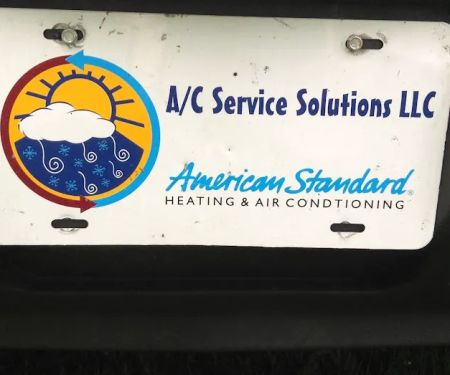 A/C Service Solutions LLC
American Standard®
HEATING & AIR CONDTIONING